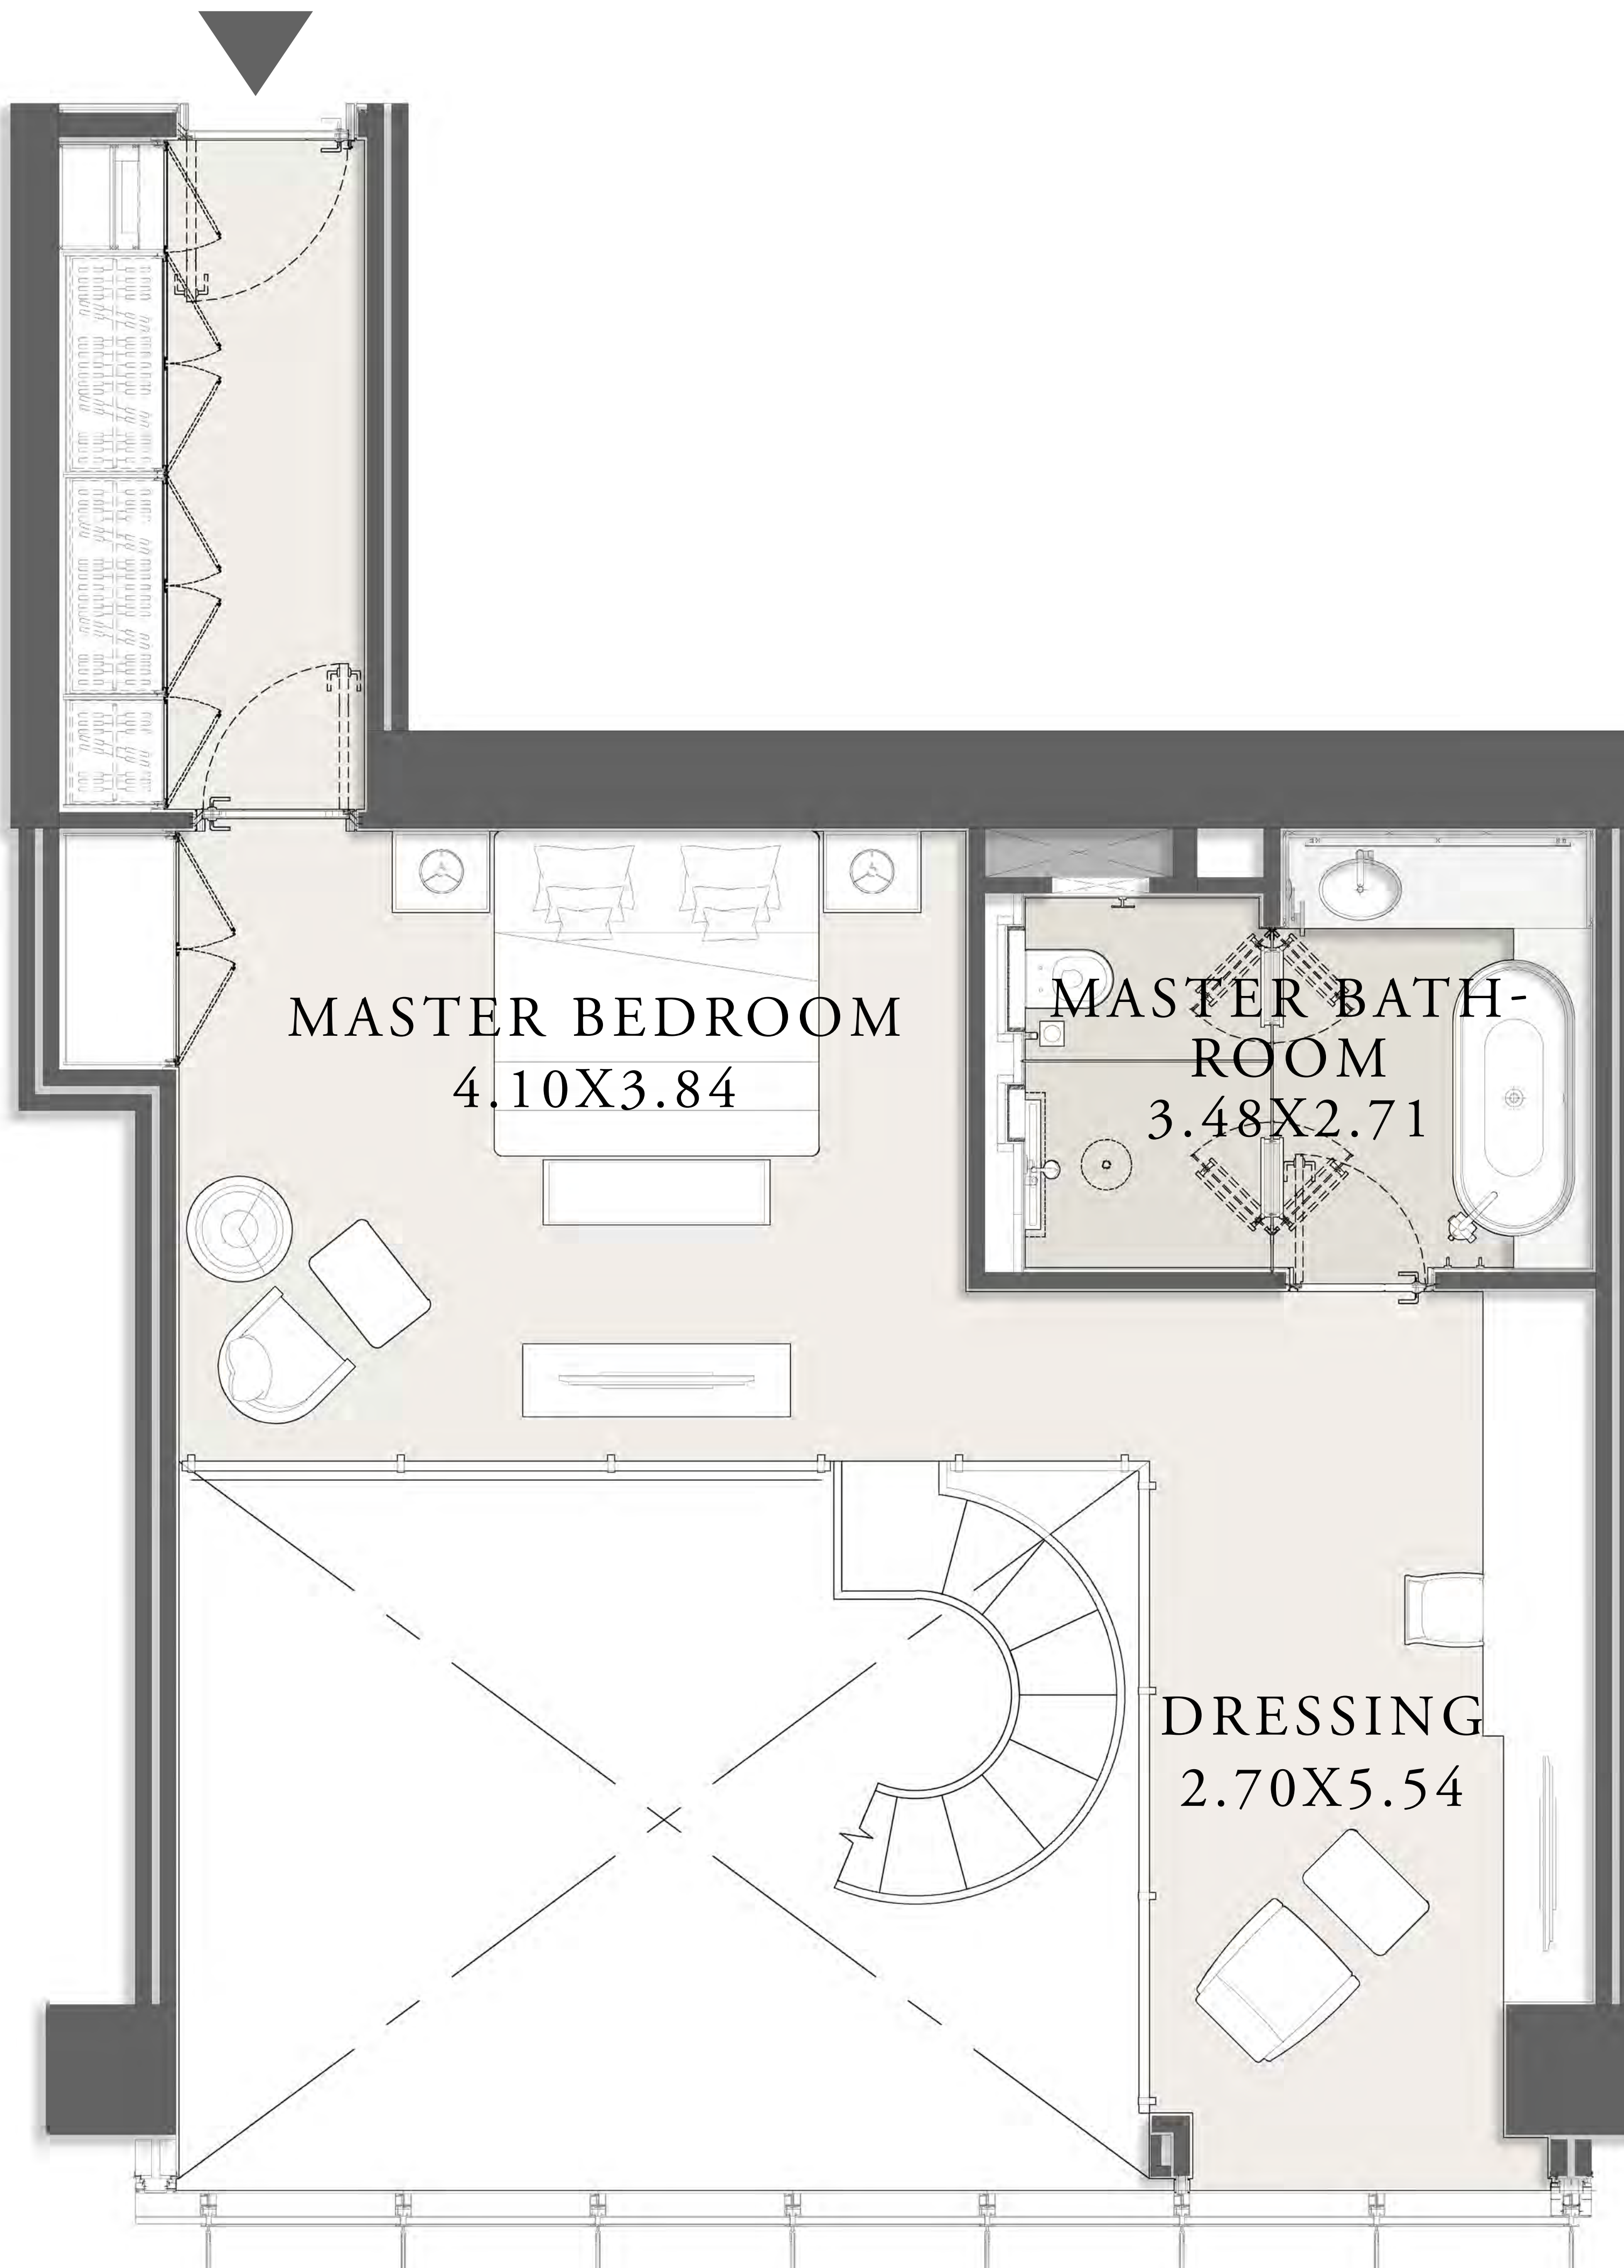 MASTER BEDROOM
4.10X3.84
MASTER BATH-
ROOM
3.48X2.71
DRESSING
2.70X5.54